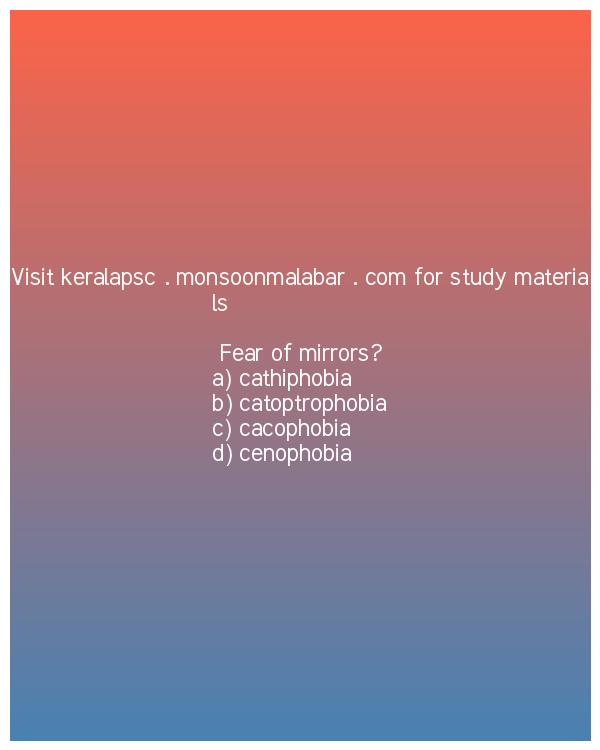 Visit keralapsc . monsoonmalabar . com for study materia
ls
Fear of mirrors?
a) cathiphobia
b) catoptrophobia
c) cacophobia
d) cenophobia